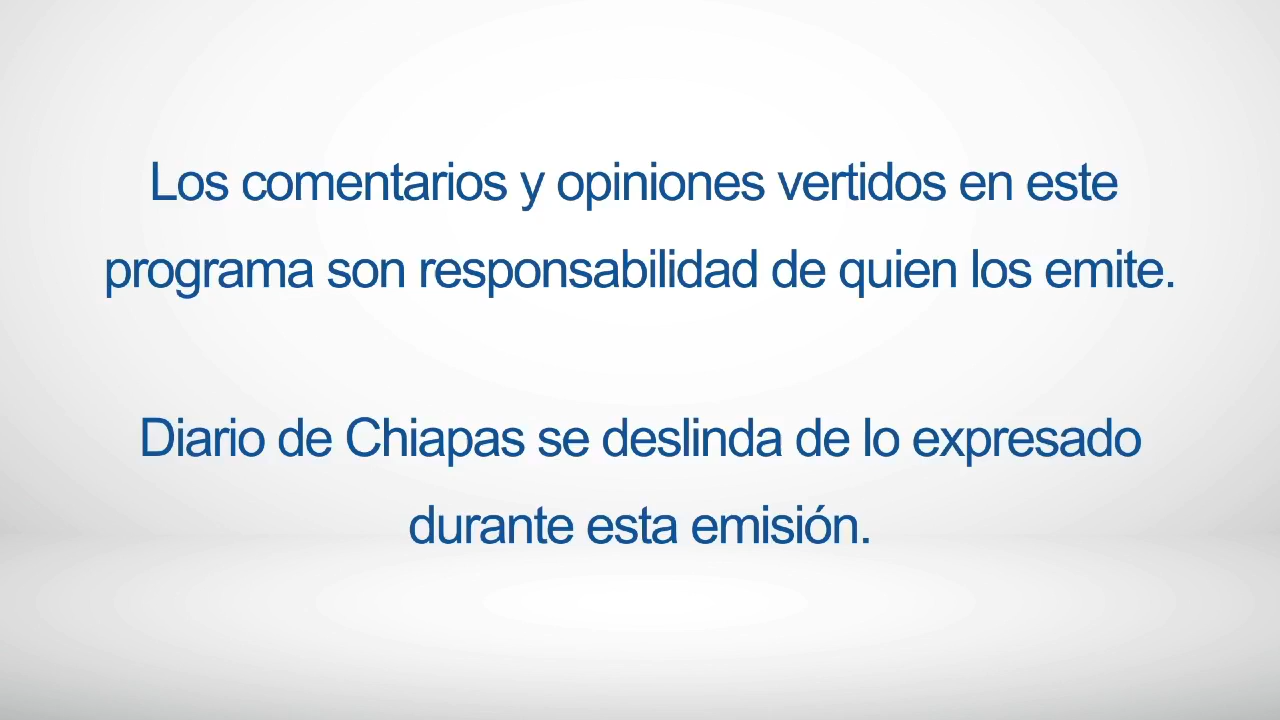 Los comentarios y opiniones vertidos en este
programa son responsabilidad de quien los emite.
Diario de Chiapas se deslinda de lo expresado
durante esta emisión.